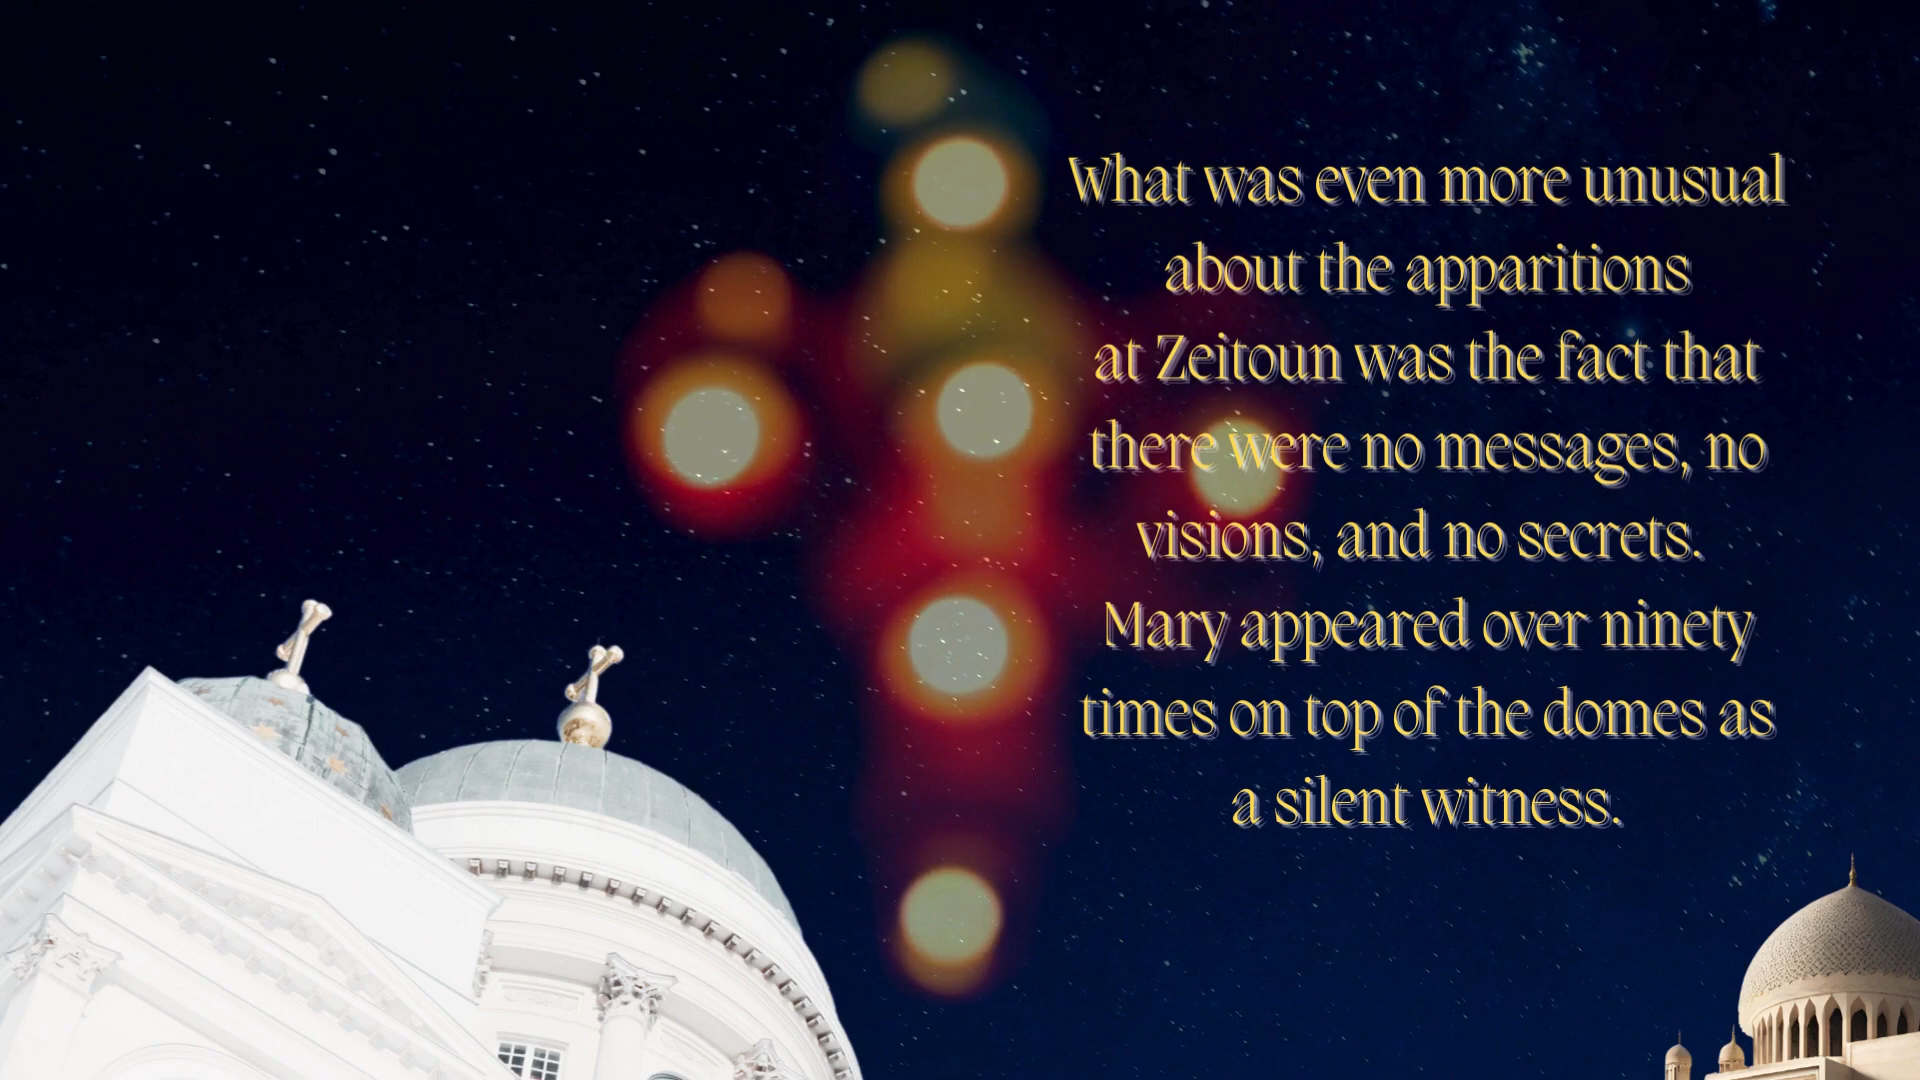 What was even more unusual
about the apparitions
at Zeitoun was the fact that
there were no messages, no
visions, and no secrets.
Mary appeared over ninety
times on top of the domes as
a silent witness.